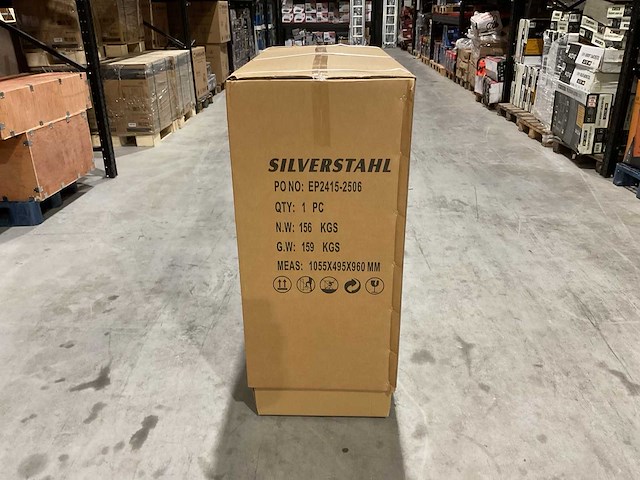 SILVERSTAHL
PO NO: EP2415-2506
QTY: 1 PC
N.W: 156 KGS
G.W: 159 KGS
MEAS: 1055X495X960 MM